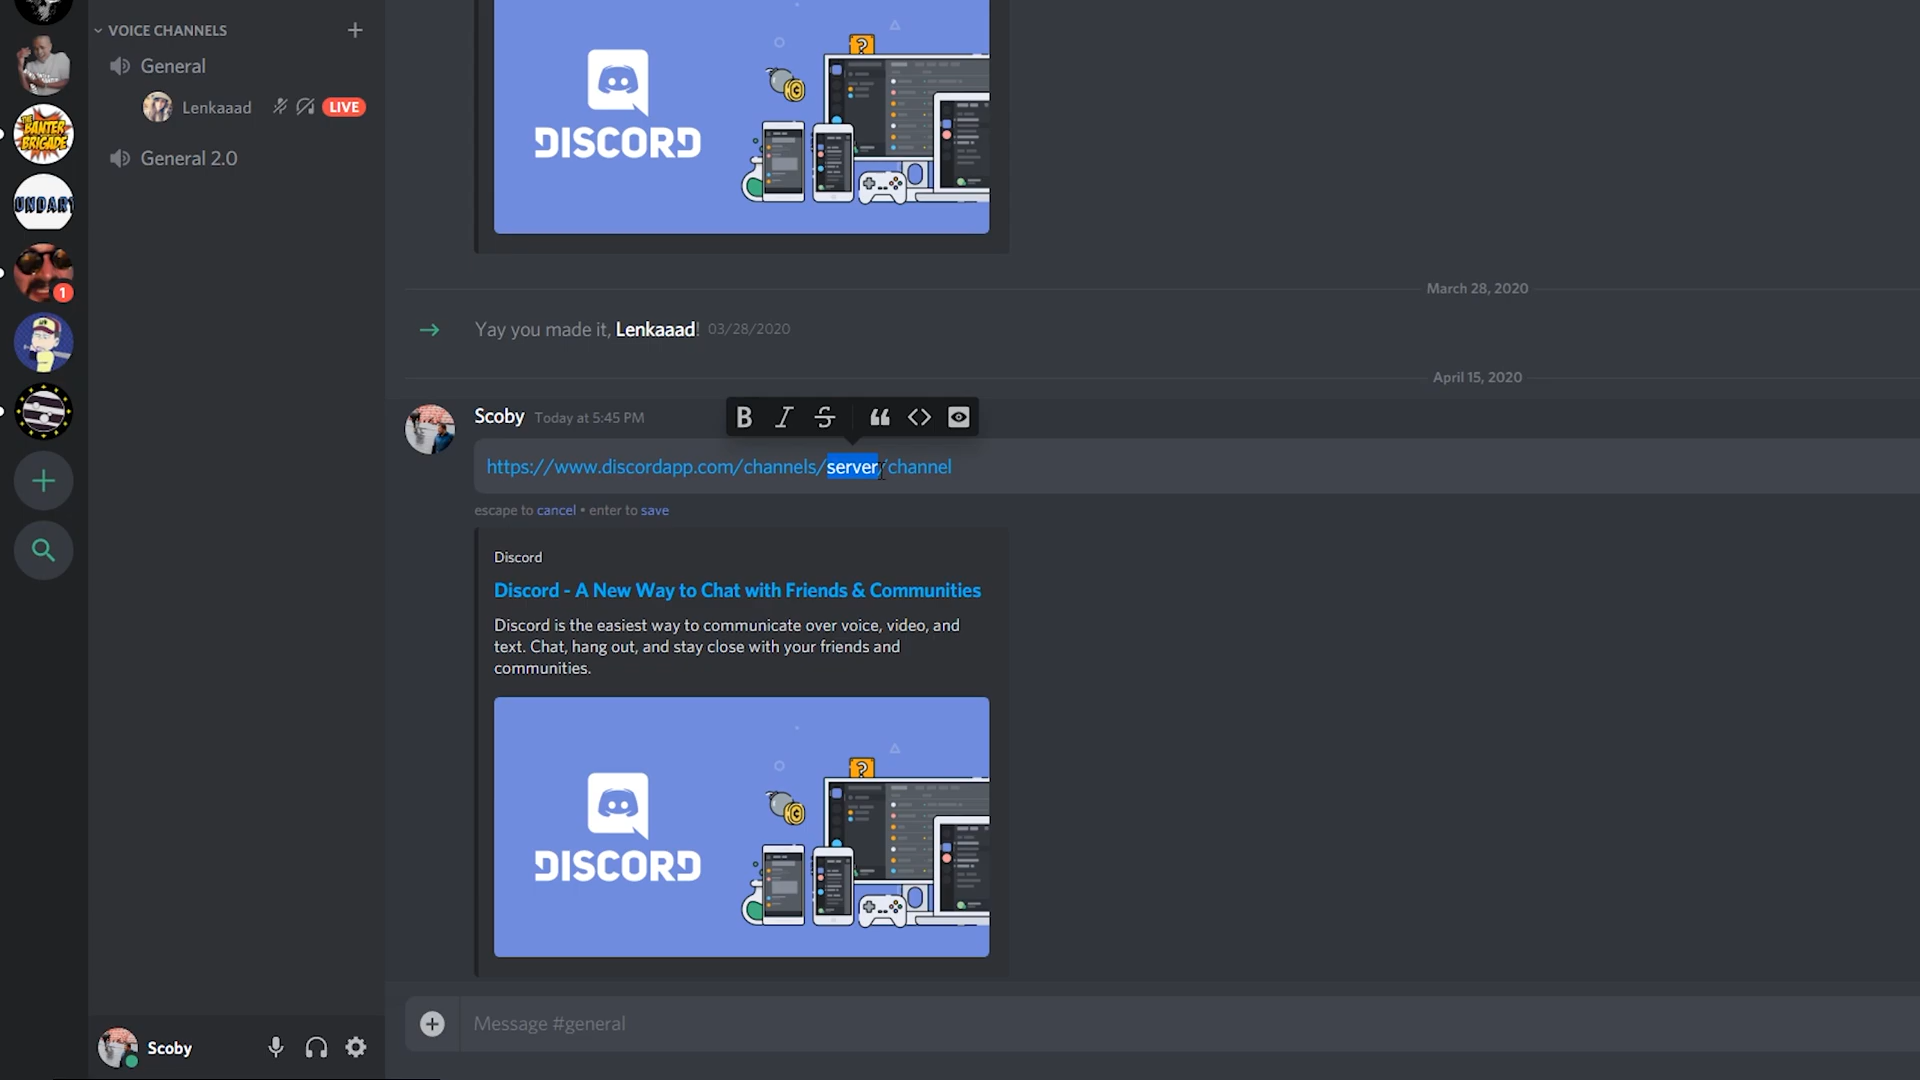 VOICE CHANNELS
General
Lenkaaad LIVE
General 2.0
THE BANTER BRIGADE
1
DISCORD
March 28, 2020
Yay you made it, Lenkaaad! 03/28/2020
April 15, 2020
Scoby Today at 5:45 PM
B I S
https://www.discordapp.com/channels/server/channel
escape to cancel • enter to save
Discord
Discord - A New Way to Chat with Friends & Communities
Discord is the easiest way to communicate over voice, video, and
text. Chat, hang out, and stay close with your friends and
communities.
?
DISCORD
Message #general
Scoby